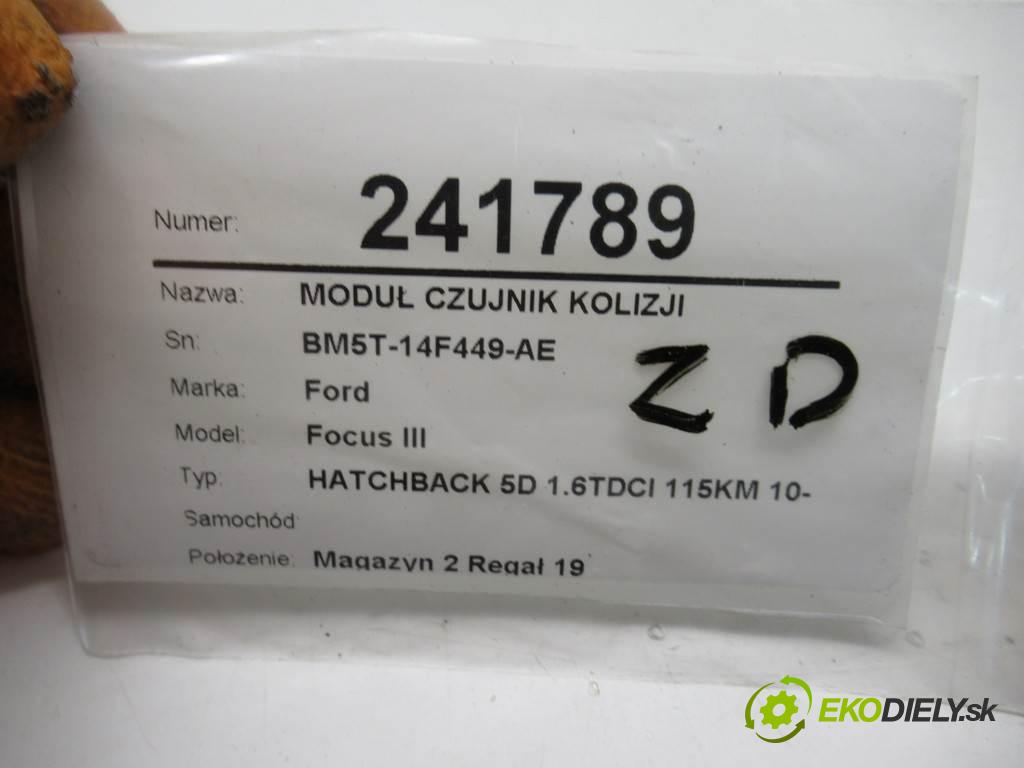 Numer: 241789
Nazwa: MODUŁ CZUJNIK KOLIZJI
Sn: BM5T-14F449-AE
Marka: Ford
Model: Focus III
Typ: HATCHBACK 5D 1.6TDCI 115KM 10-
Samochód
Położenie: Magazyn 2 Regał 19
ZD
EKODIELY.sk